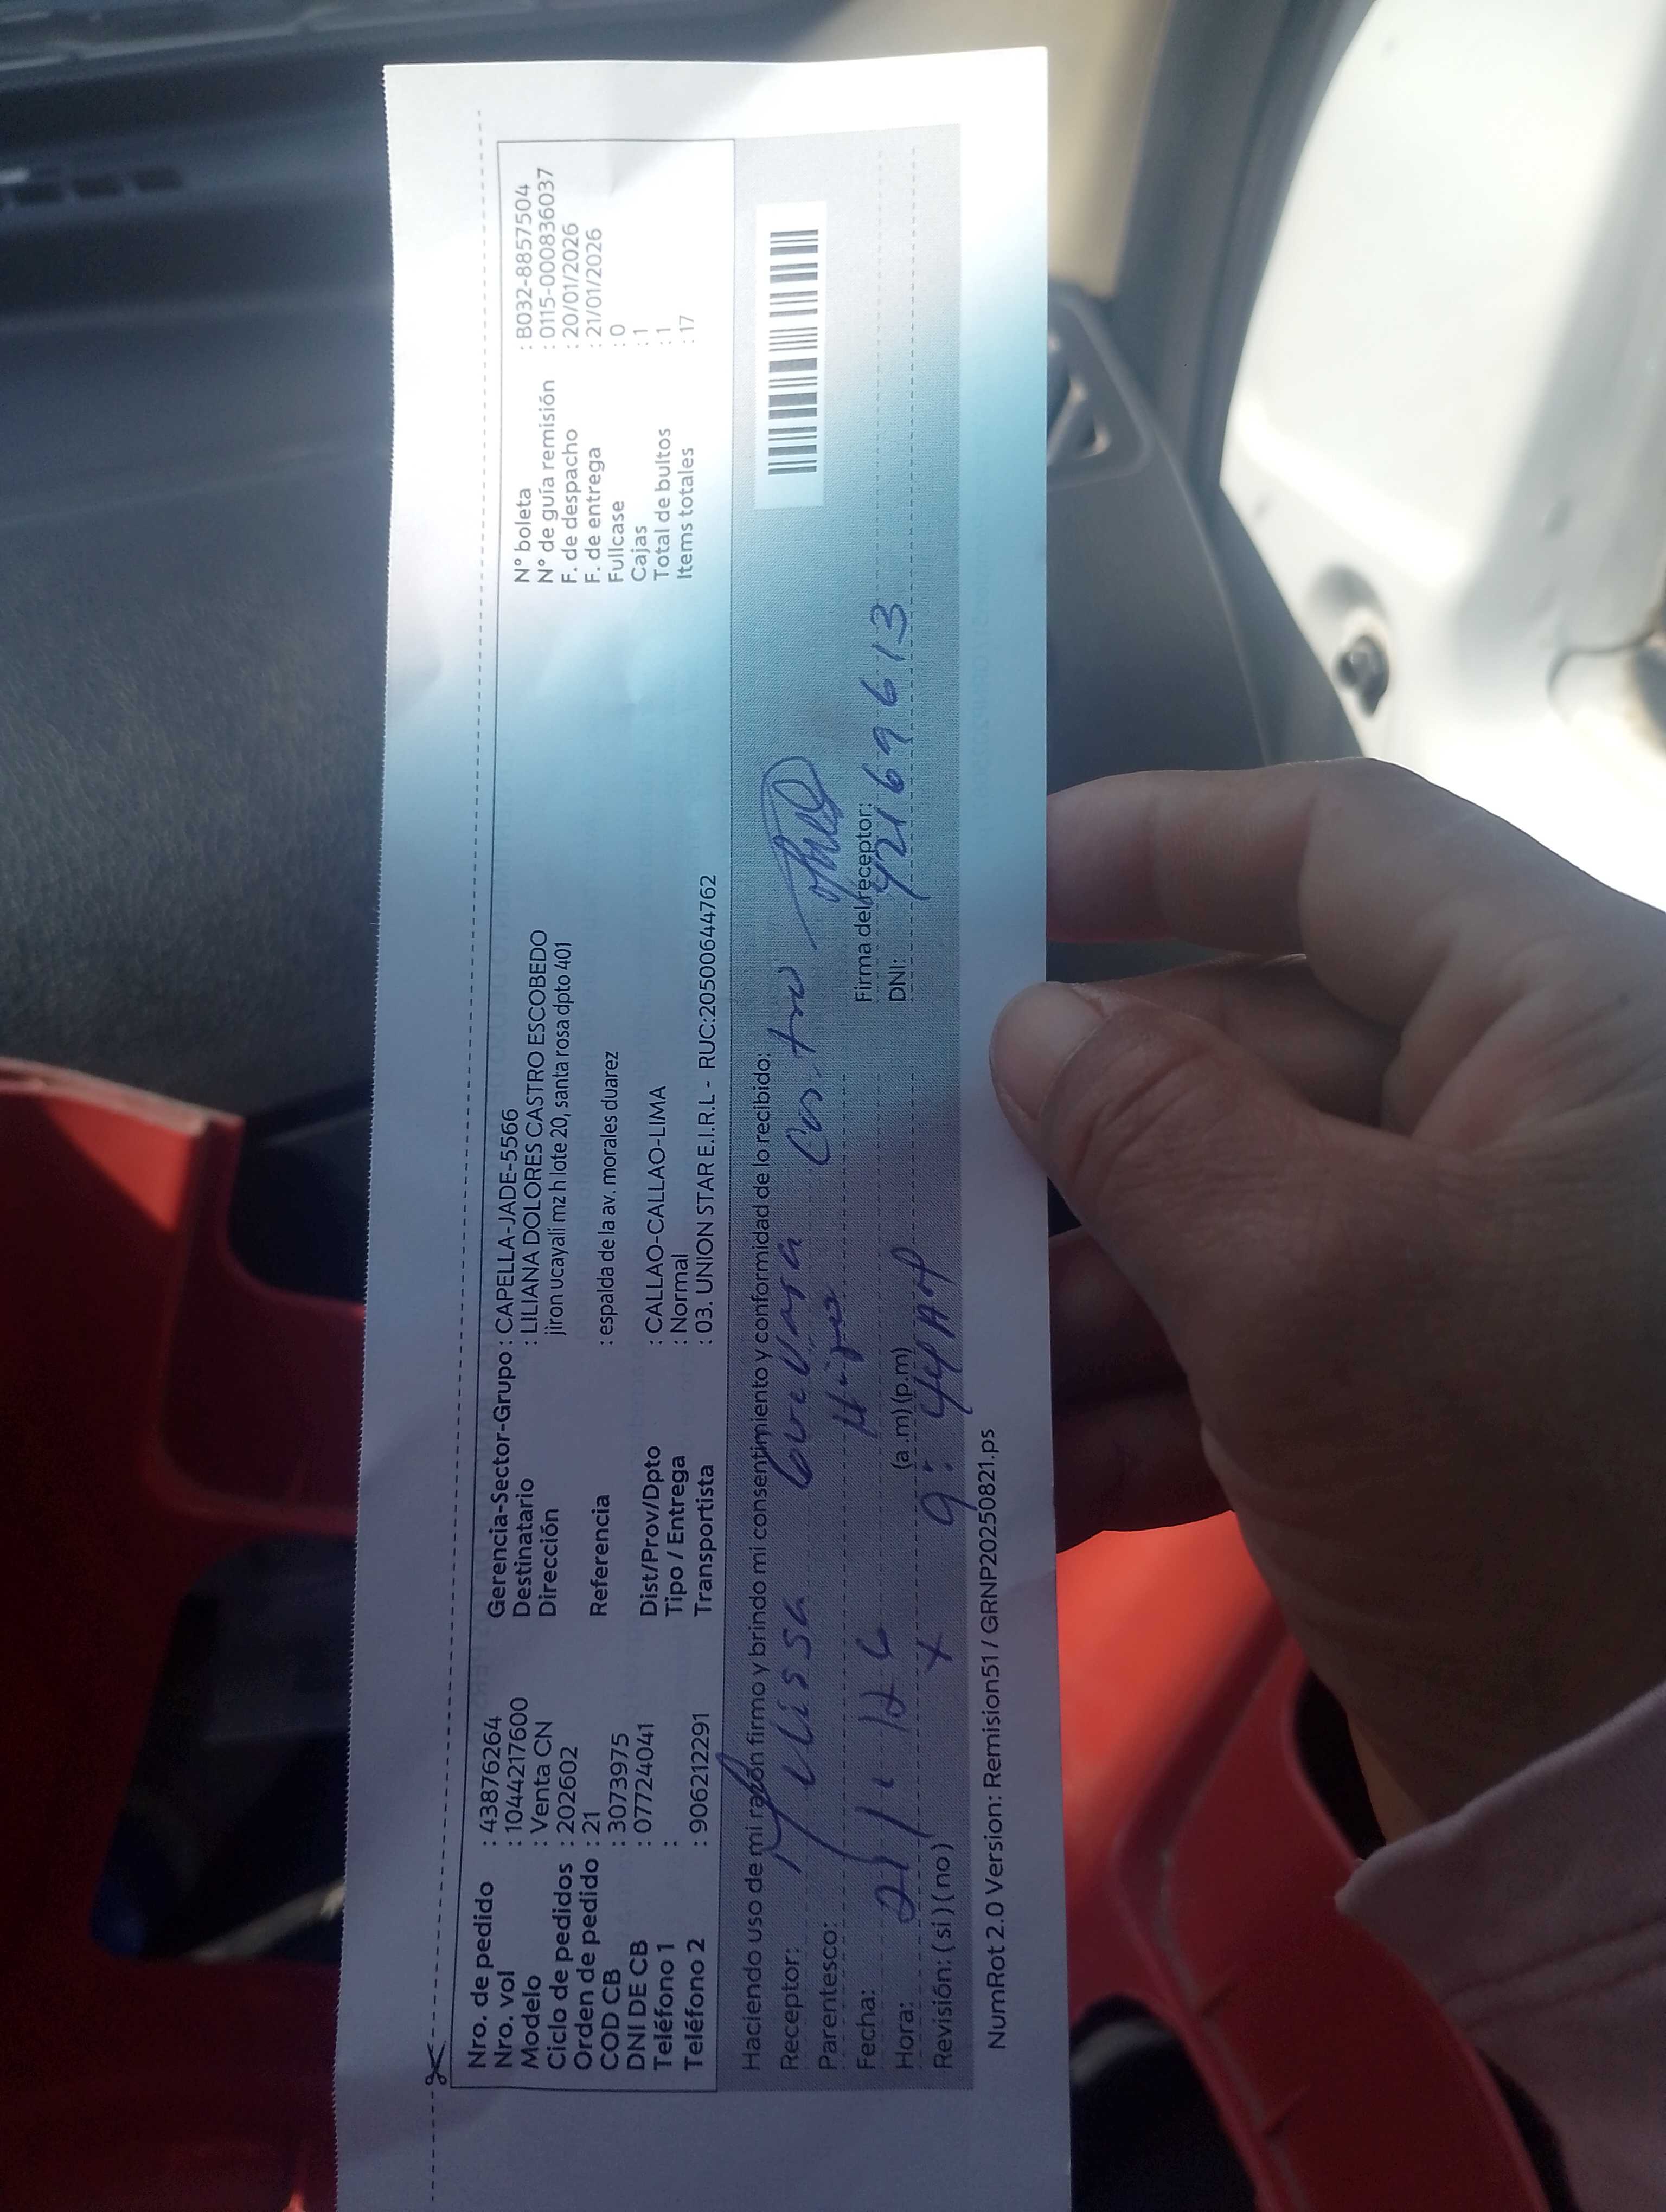 Nro. de pedido : 43876264
Nro. vol : 1044217600
Modelo : Venta CN
Ciclo de pedidos : 202602
Orden de pedido : 21
COD CB : 3073975
DNI DE CB : 07724041
Teléfono 1 :
Teléfono 2 : 906212291
Gerencia-Sector-Grupo : CAPELLA-JADE-5566
Destinatario : LILIANA DOLORES CASTRO ESCOBEDO
Dirección jiron ucayali mz h lote 20, santa rosa dpto 401
Referencia : espalda de la av. morales duarez
Dist/Prov/Dpto : CALLAO-CALLAO-LIMA
Tipo / Entrega : Normal
Transportista : 03. UNION STAR E.I.R.L - RUC:20500644762
N° boleta : B032-8857504
N° de guía remisión : 0115-0000836037
F. de despacho : 20/01/2026
F. de entrega : 21/01/2026
Fullcase : 0
Cajas : 1
Total de bultos : 1
Items totales : 17
Haciendo uso de mi razón firmo y brindo mi consentimiento y conformidad de lo recibido:
Receptor: Castro
Parentesco:
Firma del receptor:
Fecha:
DNI: 42169613
Hora: (a.m) (p.m) 9:44
Revisión: (si) (no) X
NumRot 2.0 Version: Remision51 / GRNP20250821.ps